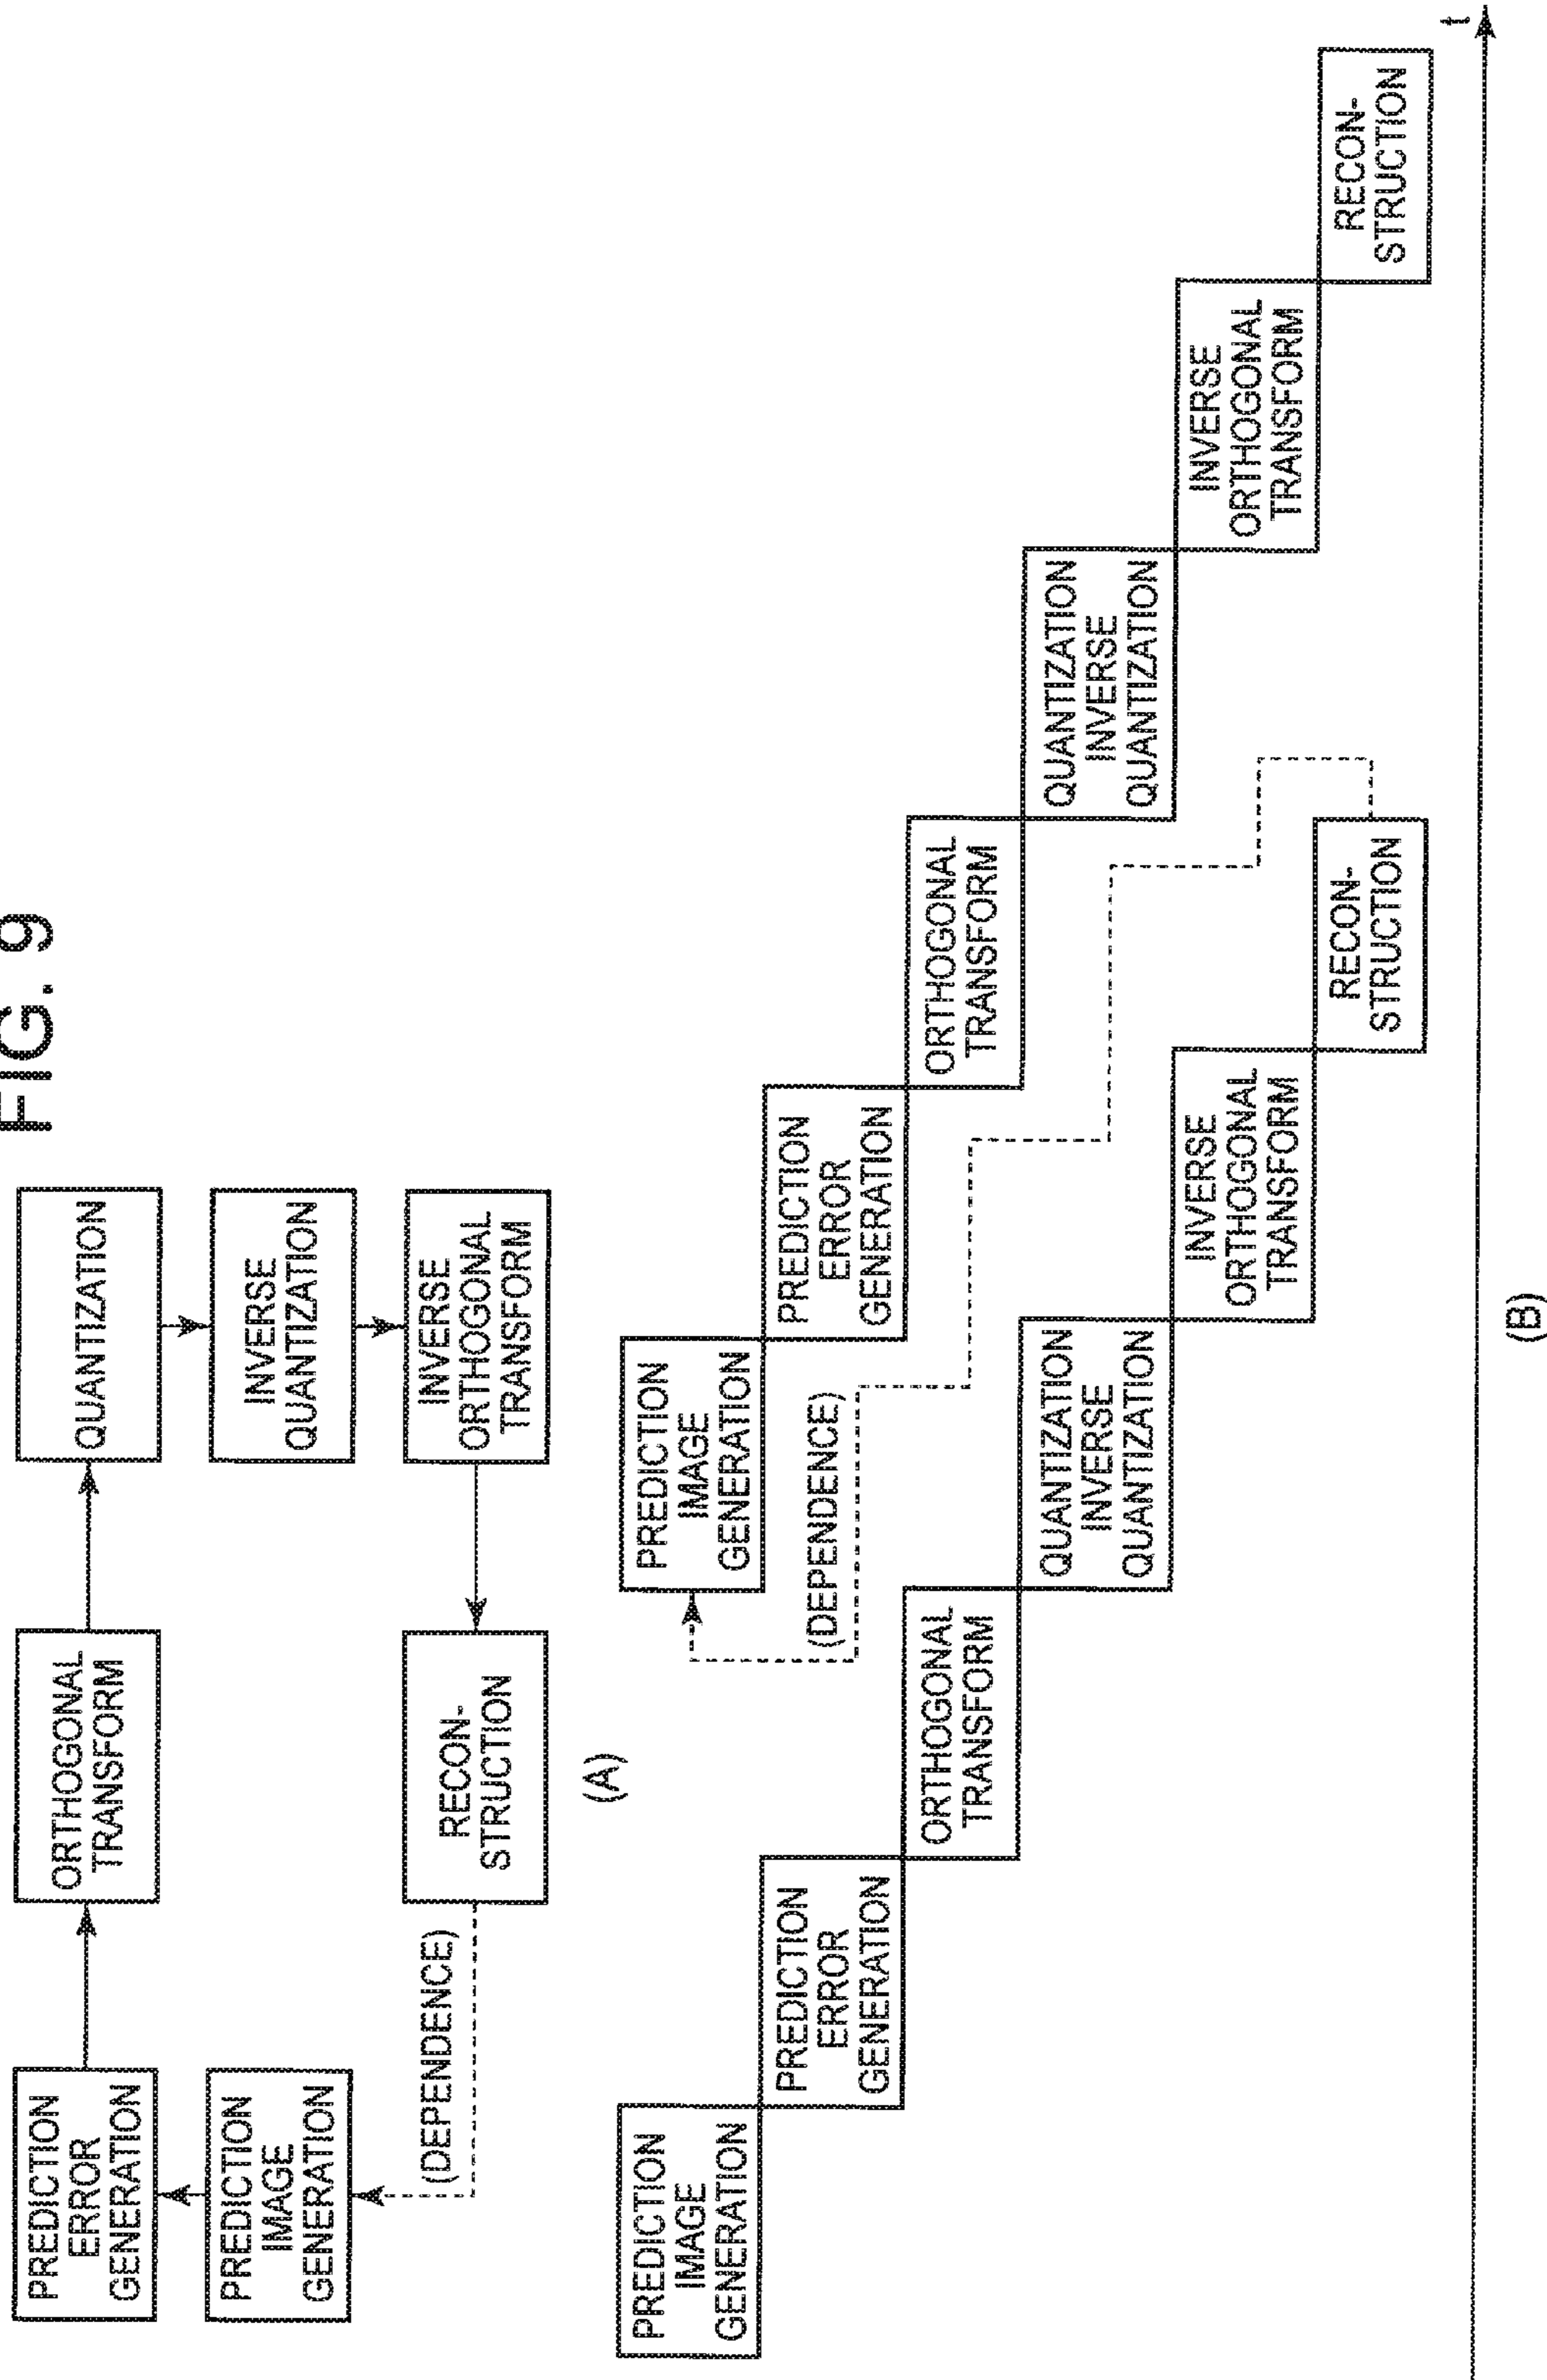 FIG. 9
PREDICTION
ERROR
GENERATION
ORTHOGONAL
TRANSFORM
QUANTIZATION
PREDICTION
IMAGE
GENERATION
INVERSE
QUANTIZATION
(DEPENDENCE)
RECON-
STRUCTION
INVERSE
ORTHOGONAL
TRANSFORM
(A)
PREDICTION
IMAGE
GENERATION
PREDICTION
ERROR
GENERATION
ORTHOGONAL
TRANSFORM
QUANTIZATION
INVERSE
QUANTIZATION
INVERSE
ORTHOGONAL
TRANSFORM
RECON-
STRUCTION
(DEPENDENCE)
PREDICTION
IMAGE
GENERATION
PREDICTION
ERROR
GENERATION
ORTHOGONAL
TRANSFORM
QUANTIZATION
INVERSE
QUANTIZATION
INVERSE
ORTHOGONAL
TRANSFORM
RECON-
STRUCTION
t
(B)